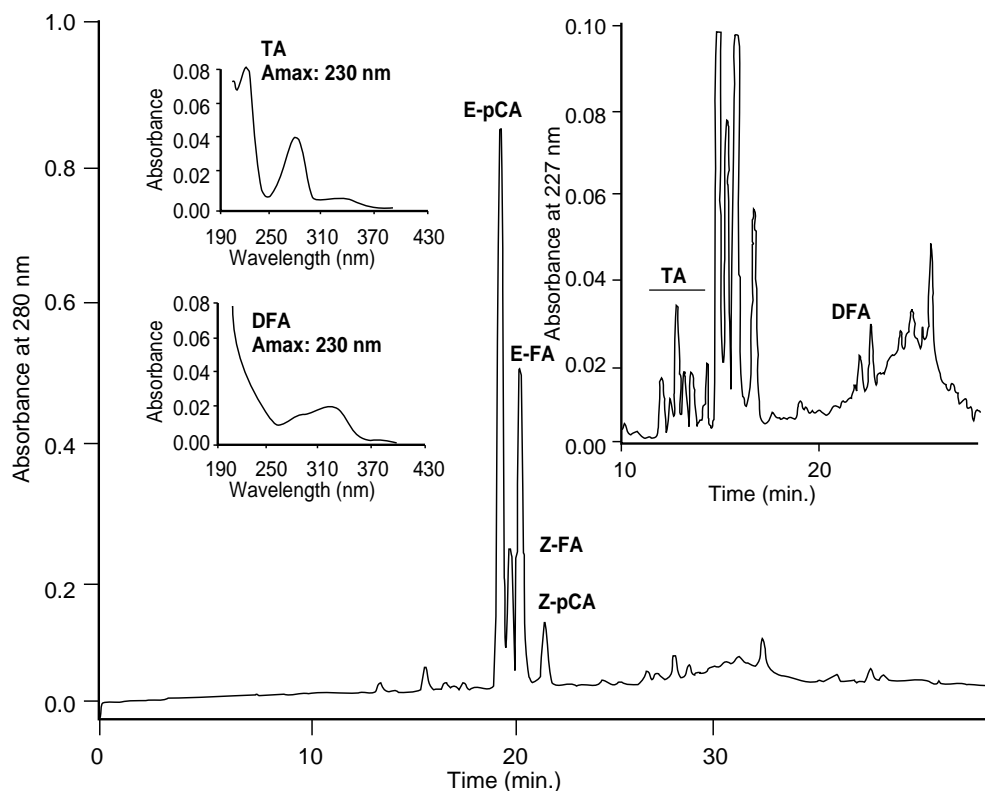 1.0
0.8
0.6
0.4
0.2
0.0
Absorbance at 280 nm
0
10
20
30
Time (min.)
TA
Amax: 230 nm
0.08
0.06
0.04
0.02
0.00
Absorbance
190 250 310 370 430
Wavelength (nm)
DFA
Amax: 230 nm
0.08
0.06
0.04
0.02
0.00
Absorbance
190 250 310 370 430
Wavelength (nm)
E-pCA
E-FA
Z-FA
Z-pCA
0.10
0.08
0.06
0.04
0.02
0.00
Absorbance at 227 nm
TA
DFA
10
20
Time (min.)